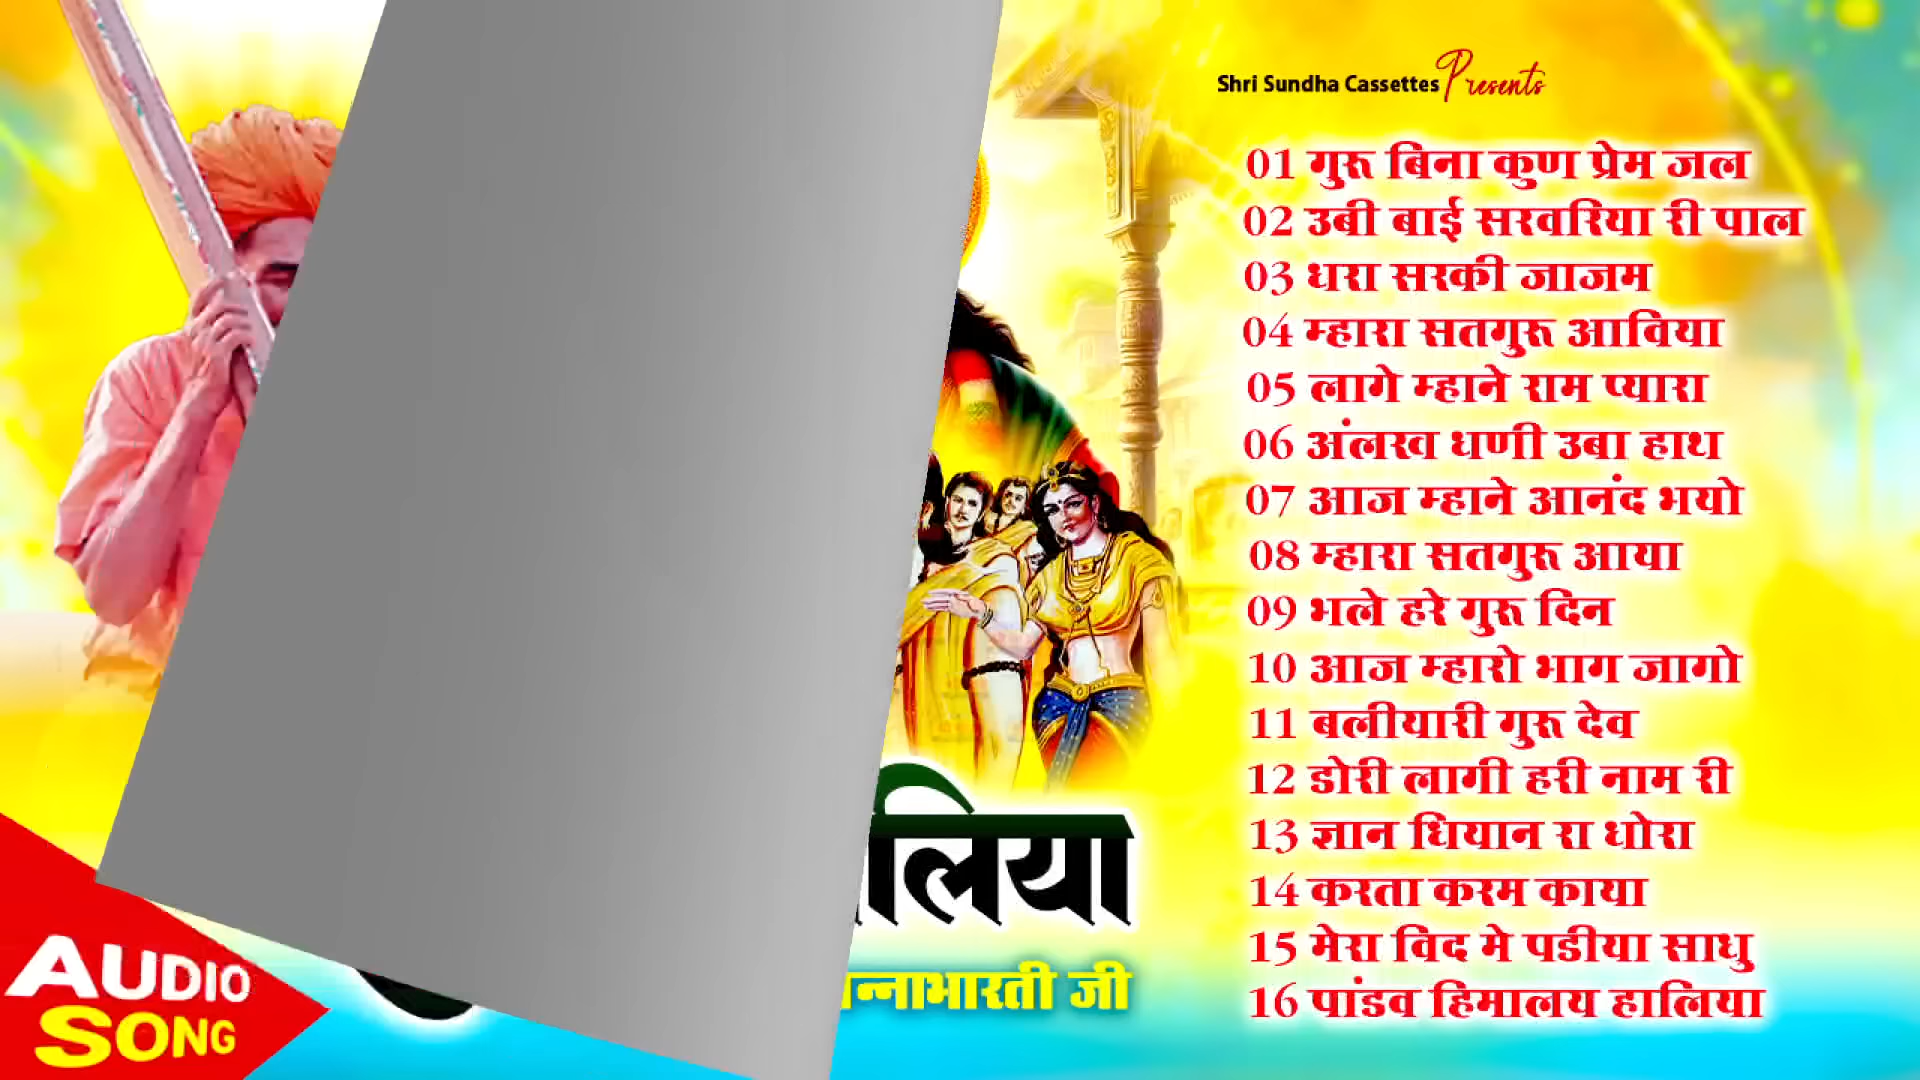 Shri Sundha Cassettes Presents
01 गुरू बिना कुण प्रेम जल
02 उबी बाई सरवरिया री पाल
03 धरा सरकी जाजम
04 म्हारा सतगुरू आविया
05 लागे म्हाने राम प्यारा
06 अंलख धणी उबा हाथ
07 आज म्हाने आनंद भयो
08 म्हारा सतगुरू आया
09 भले हरे गुरू दिन
10 आज म्हारो भाग जागो
11 बलीयारी गुरू देव
12 डोरी लागी हरी नाम री
13 ज्ञान धियान रा धोरा
14 करता करम काया
15 मेरा विद मे पडीया साधु
16 पांडव हिमालय हालिया
लिया
न्नाभारती जी
AUDIO
SONG